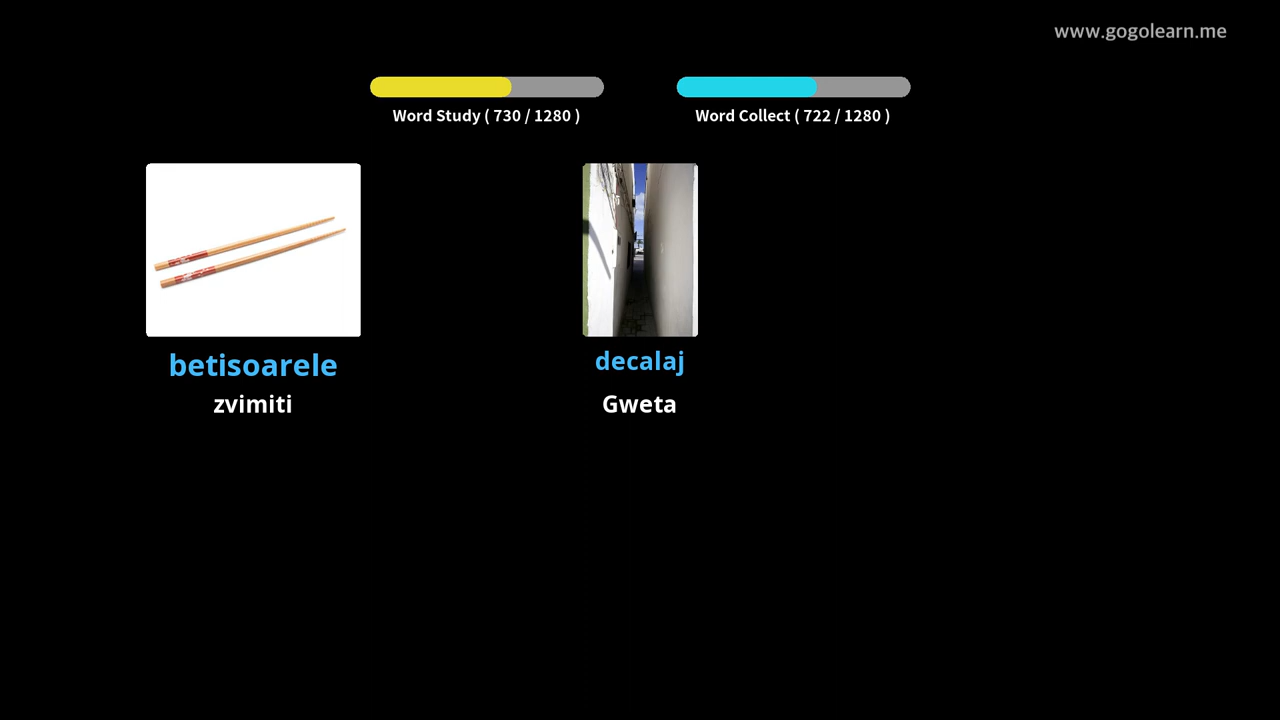 www.gogolearn.me
Word Study ( 730 / 1280 )
Word Collect ( 722 / 1280 )
betisoarele
zvimiti
decalaj
Gweta